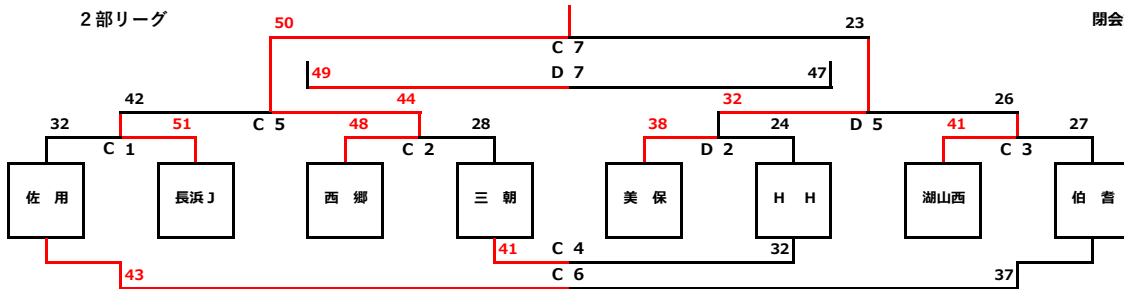 ２部リーグ 50 23 閉会
C 7
49 D 7 47
42 44 32 26
32 51 C 5 48 28 38 24 D 5 41 27
C 1 C 2 D 2 C 3
佐 用 長浜Ｊ 西 郷 三 朝 美 保 Ｈ Ｈ 湖山西 伯 耆
41 C 4 32
43 C 6 37